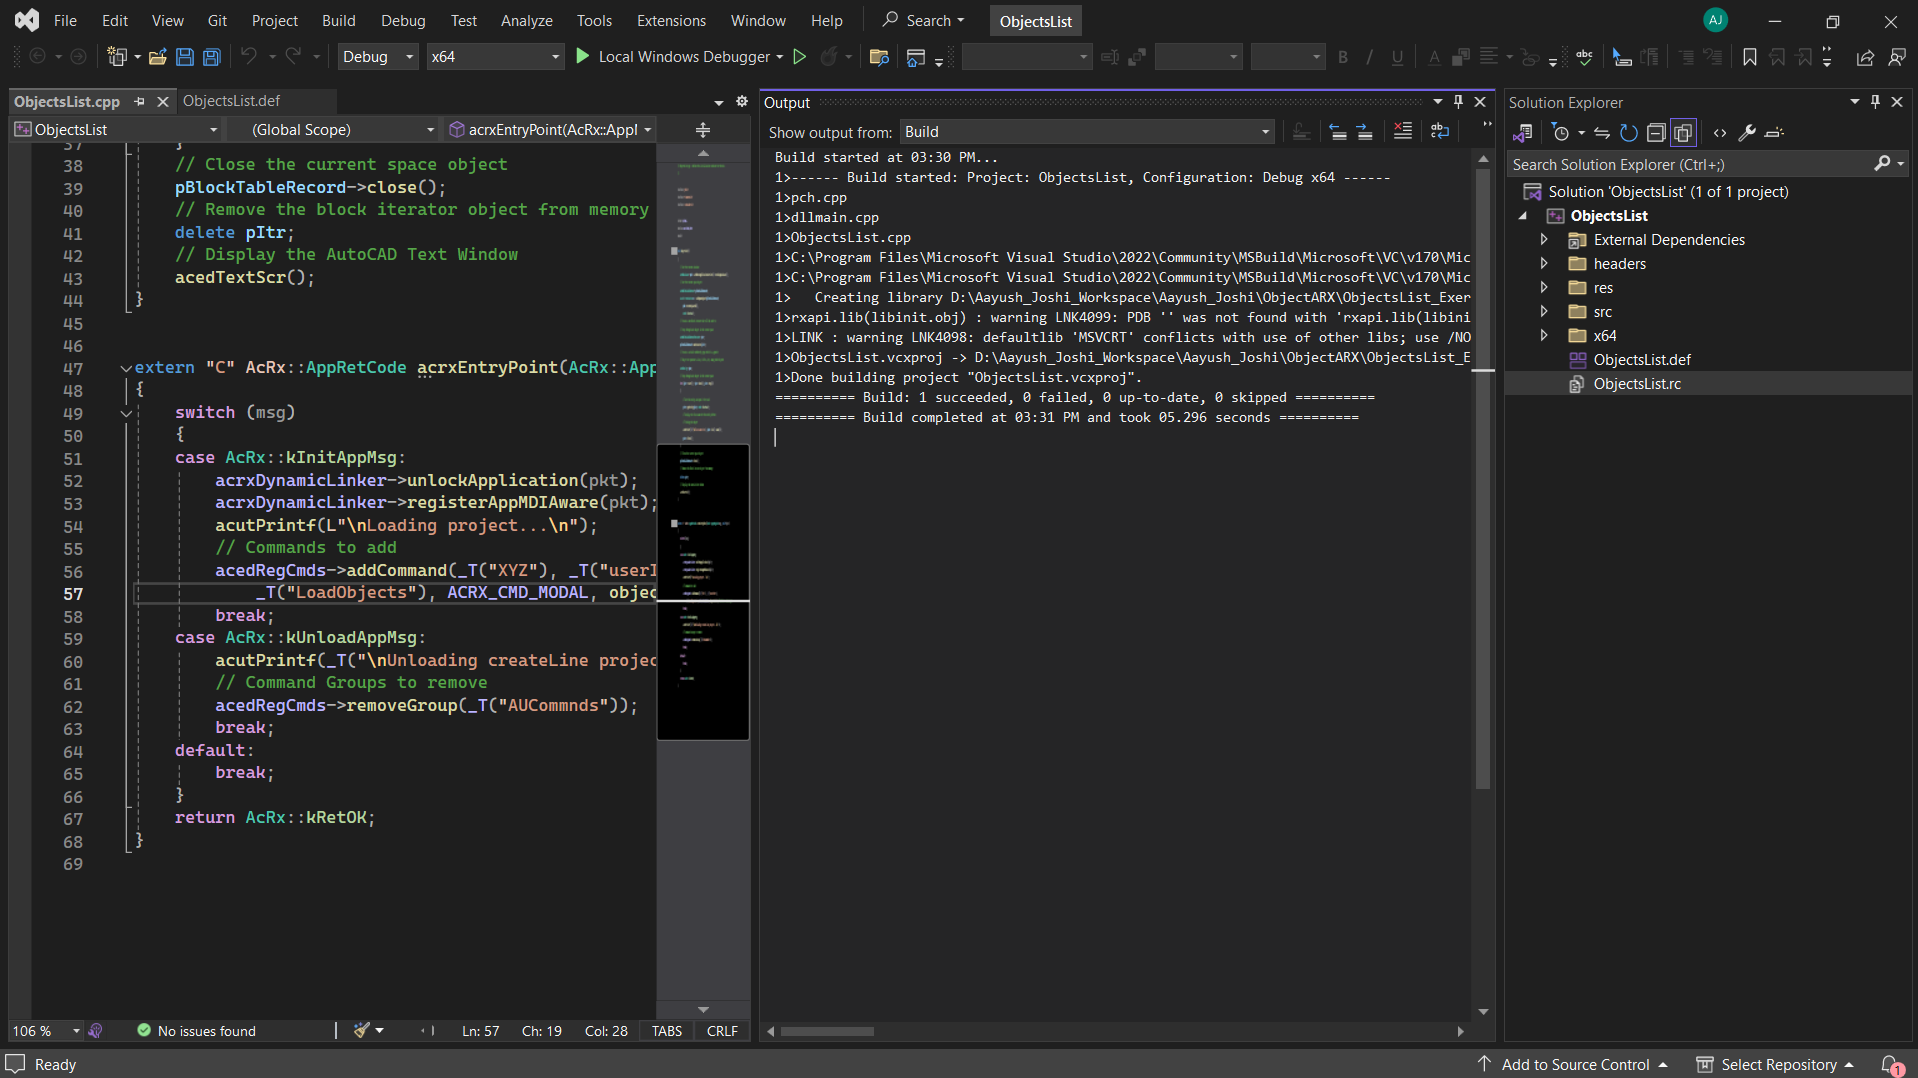 File Edit View Git Project Build Debug Test Analyze Tools Extensions Window Help Search ObjectsList AJ
Debug x64 Local Windows Debugger
ObjectsList.cpp ObjectsList.def
ObjectsList (Global Scope) acrxEntryPoint(AcRx::AppI
37 }
38 // Close the current space object
39 pBlockTableRecord->close();
40 // Remove the block iterator object from memory
41 delete pItr;
42 // Display the AutoCAD Text Window
43 acedTextScr();
44 }
45
46
47 extern "C" AcRx::AppRetCode acrxEntryPoint(AcRx::App
48 {
49 switch (msg)
50 {
51 case AcRx::kInitAppMsg:
52 acrxDynamicLinker->unlockApplication(pkt);
53 acrxDynamicLinker->registerAppMDIAware(pkt);
54 acutPrintf(L"\nLoading project...\n");
55 // Commands to add
56 acedRegCmds->addCommand(_T("XYZ"), _T("userI
57 _T("LoadObjects"), ACRX_CMD_MODAL, objec
58 break;
59 case AcRx::kUnloadAppMsg:
60 acutPrintf(_T("\nUnloading createLine projec
61 // Command Groups to remove
62 acedRegCmds->removeGroup(_T("AUCommnds"));
63 break;
64 default:
65 break;
66 }
67 return AcRx::kRetOK;
68 }
69
106 % No issues found Ln: 57 Ch: 19 Col: 28 TABS CRLF
Output
Show output from: Build
Build started at 03:30 PM...
1>------ Build started: Project: ObjectsList, Configuration: Debug x64 ------
1>pch.cpp
1>dllmain.cpp
1>ObjectsList.cpp
1>C:\Program Files\Microsoft Visual Studio\2022\Community\MSBuild\Microsoft\VC\v170\Mic
1>C:\Program Files\Microsoft Visual Studio\2022\Community\MSBuild\Microsoft\VC\v170\Mic
1> Creating library D:\Aayush_Joshi_Workspace\Aayush_Joshi\ObjectARX\ObjectsList_Exer
1>rxapi.lib(libinit.obj) : warning LNK4099: PDB '' was not found with 'rxapi.lib(libini
1>LINK : warning LNK4098: defaultlib 'MSVCRT' conflicts with use of other libs; use /NO
1>ObjectsList.vcxproj -> D:\Aayush_Joshi_Workspace\Aayush_Joshi\ObjectARX\ObjectsList_E
1>Done building project "ObjectsList.vcxproj".
========== Build: 1 succeeded, 0 failed, 0 up-to-date, 0 skipped ==========
========== Build completed at 03:31 PM and took 05.296 seconds ==========
Solution Explorer
Search Solution Explorer (Ctrl+;)
Solution 'ObjectsList' (1 of 1 project)
ObjectsList
External Dependencies
headers
res
src
x64
ObjectsList.def
ObjectsList.rc
Ready Add to Source Control Select Repository 1